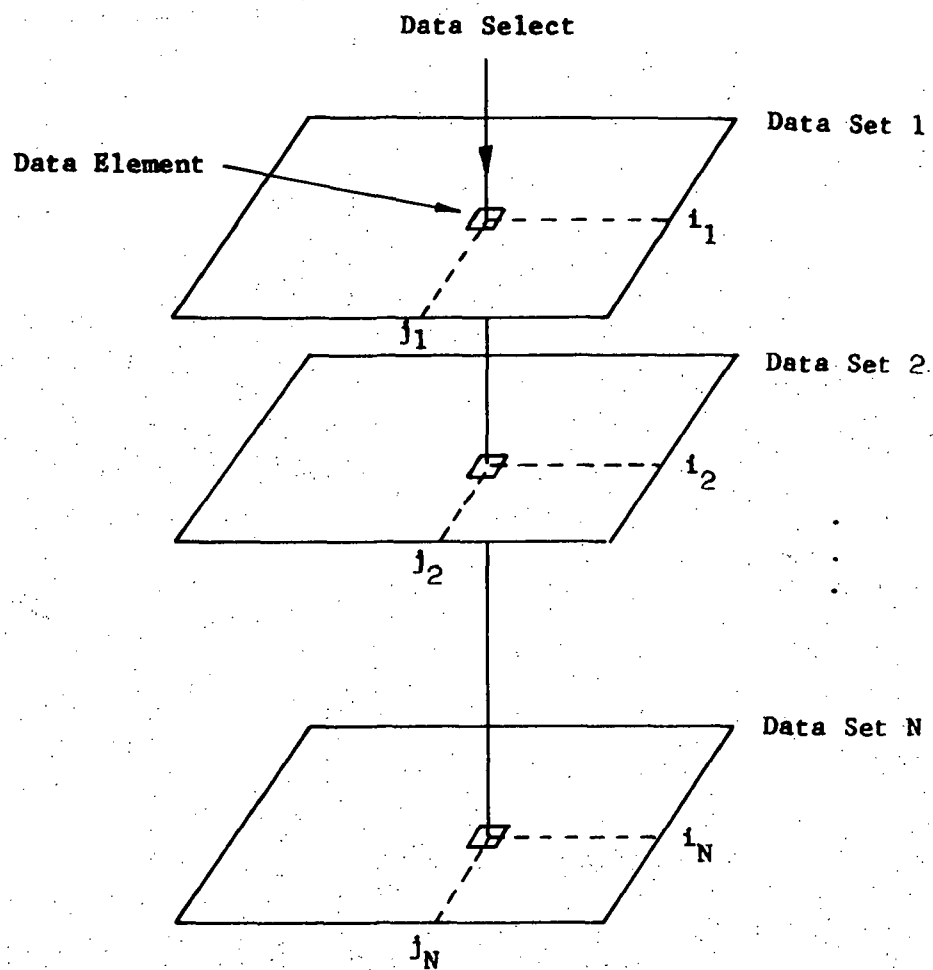 Data Select
Data Set 1
Data Element
i1
j1
Data Set 2
i2
j2
Data Set N
iN
jN